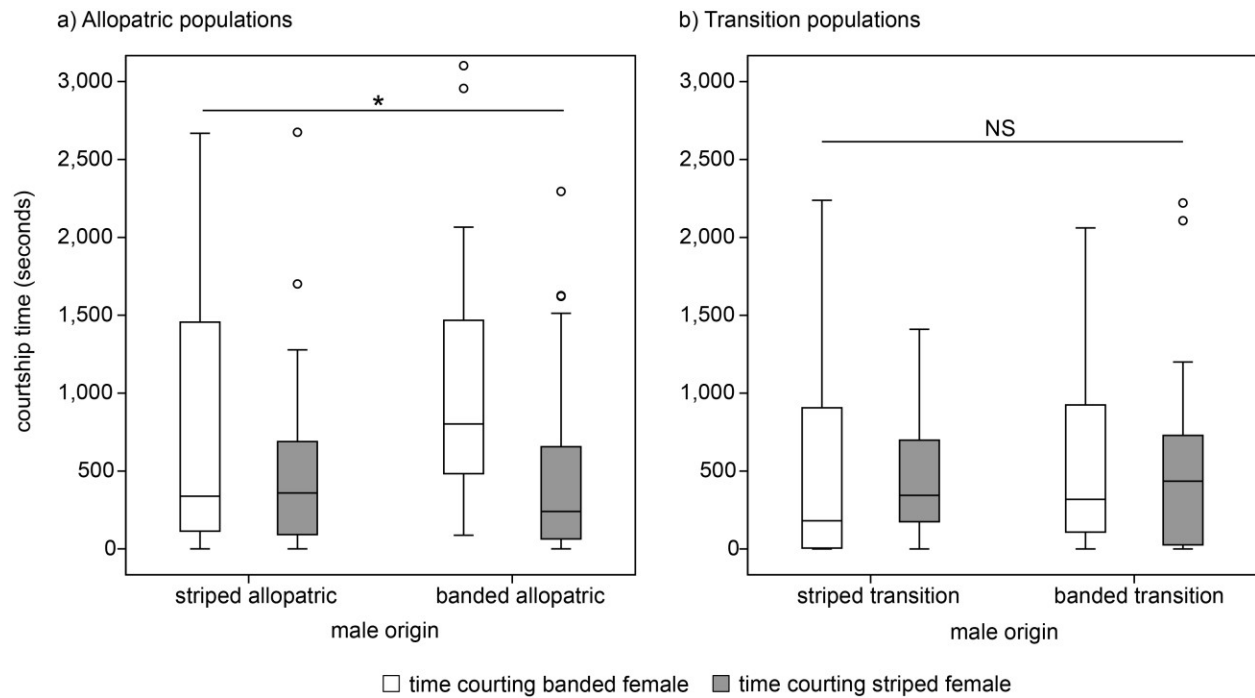 a) Allopatric populations
b) Transition populations
courtship time (seconds)
3,000
2,500
2,000
1,500
1,000
500
0
*
striped allopatric banded allopatric
male origin
3,000
2,500
2,000
1,500
1,000
500
0
NS
striped transition banded transition
male origin
time courting banded female time courting striped female